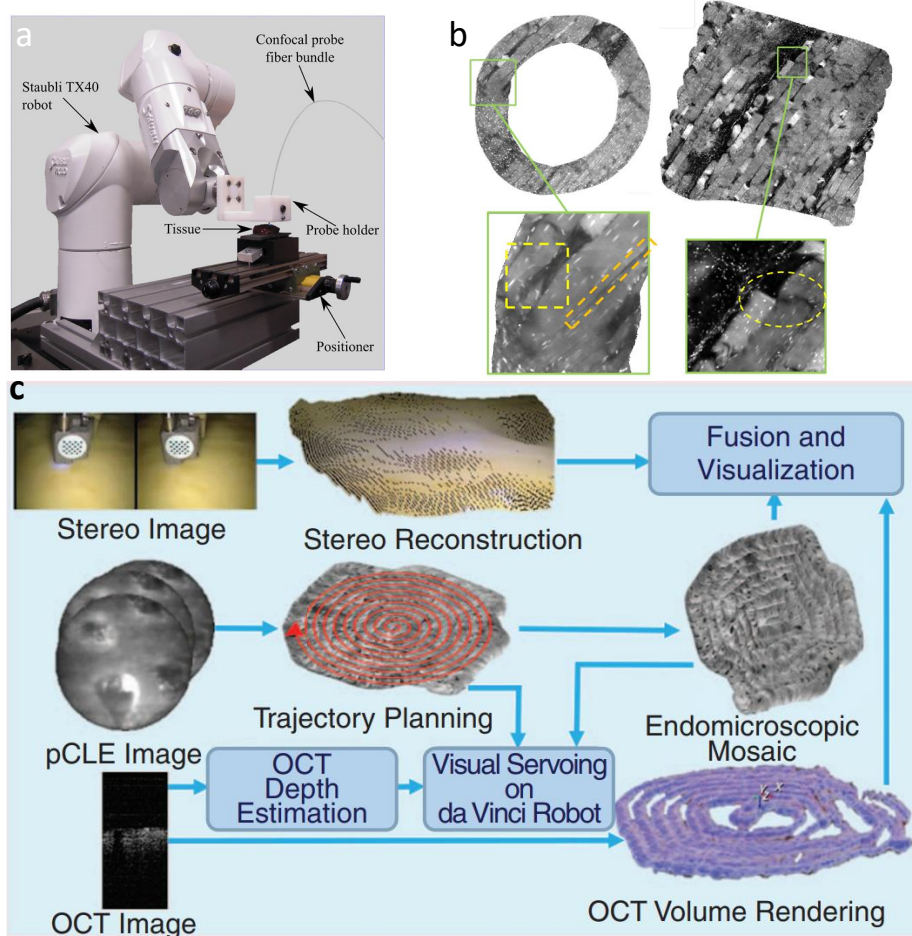 a
Staubli TX40
robot
Confocal probe
fiber bundle
Tissue
Probe holder
Positioner
b
c
Stereo Image
Stereo Reconstruction
Fusion and
Visualization
pCLE Image
Trajectory Planning
Endomicroscopic
Mosaic
OCT
Depth
Estimation
Visual Servoing
on
da Vinci Robot
OCT Image
OCT Volume Rendering